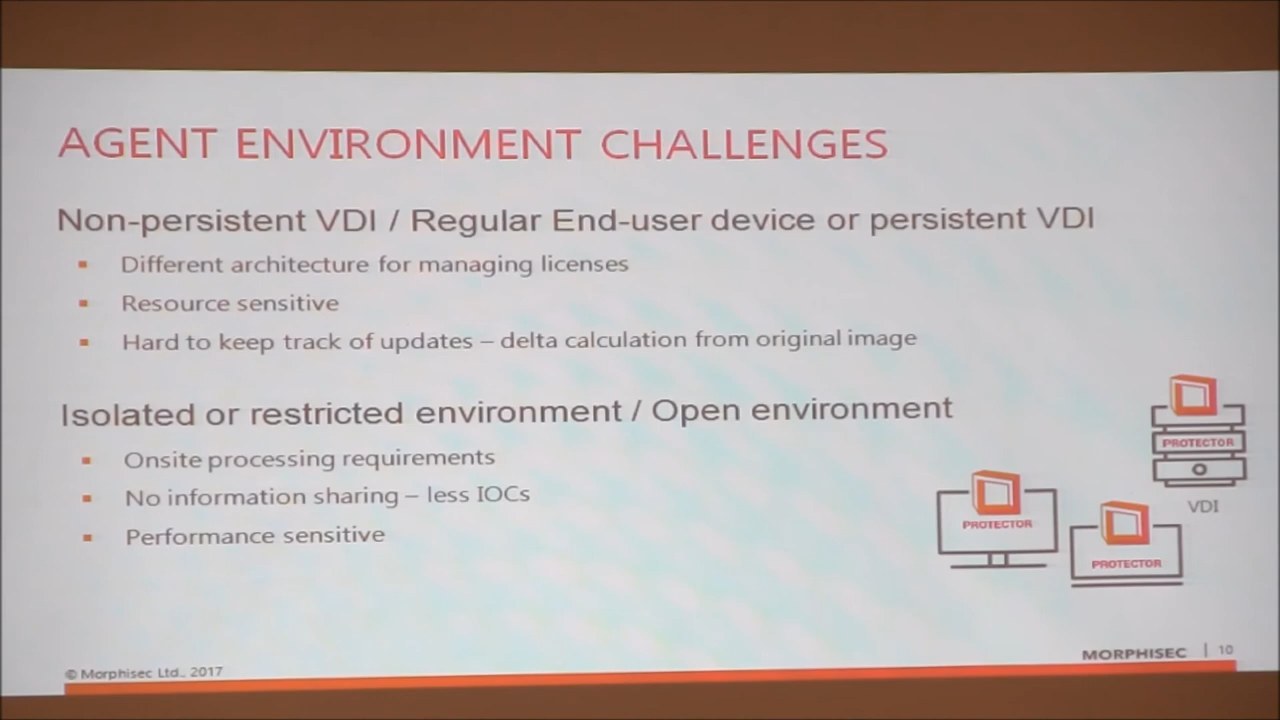 AGENT ENVIRONMENT CHALLENGES
Non-persistent VDI / Regular End-user device or persistent VDI
Different architecture for managing licenses
Resource sensitive
Hard to keep track of updates – delta calculation from original image
Isolated or restricted environment / Open environment
Onsite processing requirements
No information sharing – less IOCs
Performance sensitive
PROTECTOR
VDI
PROTECTOR
PROTECTOR
© Morphisec Ltd., 2017
MORPHISEC | 10